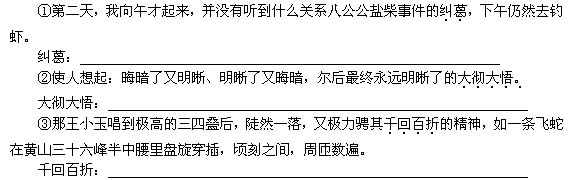 ①第二天，我向午才起来，并没有听到什么关系八公公盐柴事件的纠葛，下午仍然去钓
虾。
纠葛：
②使人想起：晦暗了又明晰、明晰了又晦暗，尔后最终永远明晰了的大彻大悟。
大彻大悟：
③那王小玉唱到极高的三四叠后，陡然一落，又极力骋其千回百折的精神，如一条飞蛇
在黄山三十六峰半中腰里盘旋穿插，顷刻之间，周匝数遍。
千回百折：